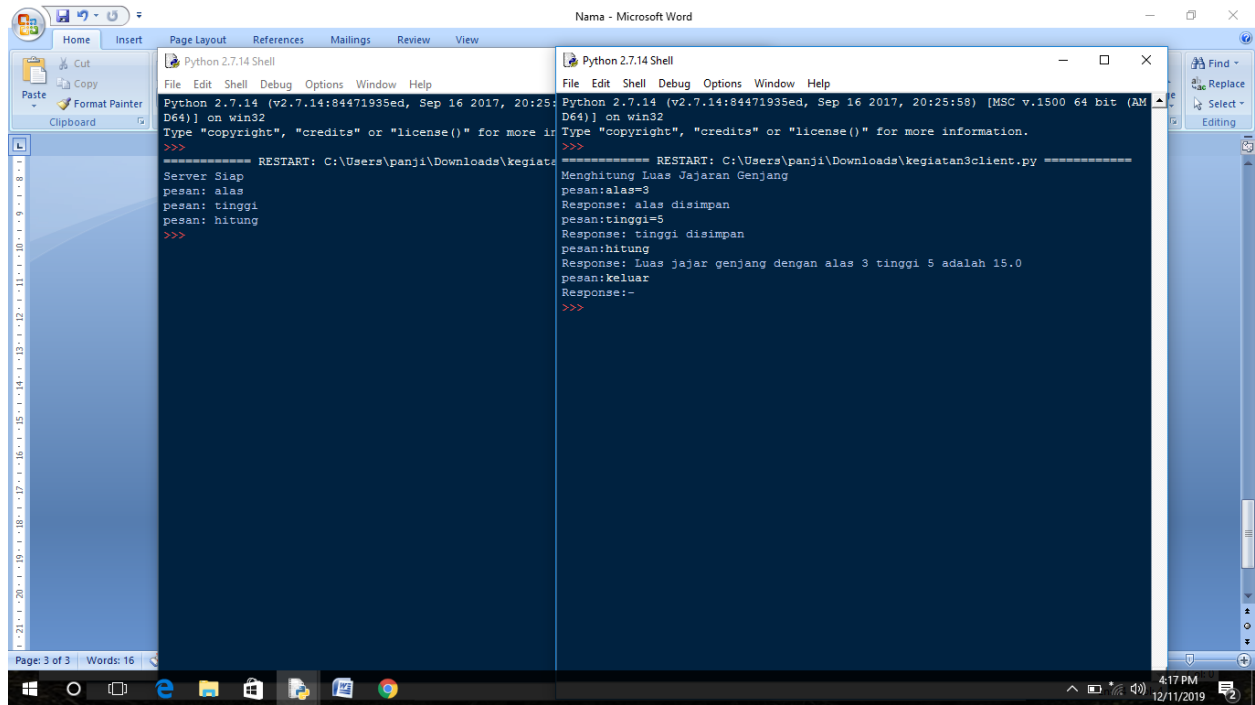 Nama - Microsoft Word
Home Insert Page Layout References Mailings Review View
Cut
Copy
Paste
Format Painter
Clipboard
Find
Replace
Select
Editing
Python 2.7.14 Shell
File Edit Shell Debug Options Window Help
Python 2.7.14 (v2.7.14:84471935ed, Sep 16 2017, 20:25:
D64)] on win32
Type "copyright", "credits" or "license()" for more in
>>>
============ RESTART: C:\Users\panji\Downloads\kegiata
Server Siap
pesan: alas
pesan: tinggi
pesan: hitung
>>>
Python 2.7.14 Shell
File Edit Shell Debug Options Window Help
Python 2.7.14 (v2.7.14:84471935ed, Sep 16 2017, 20:25:58) [MSC v.1500 64 bit (AM
D64)] on win32
Type "copyright", "credits" or "license()" for more information.
>>>
============ RESTART: C:\Users\panji\Downloads\kegiatan3client.py ============
Menghitung Luas Jajaran Genjang
pesan:alas=3
Response: alas disimpan
pesan:tinggi=5
Response: tinggi disimpan
pesan:hitung
Response: Luas jajar genjang dengan alas 3 tinggi 5 adalah 15.0
pesan:keluar
Response:-
>>>
Page: 3 of 3 Words: 16
4:17 PM
12/11/2019